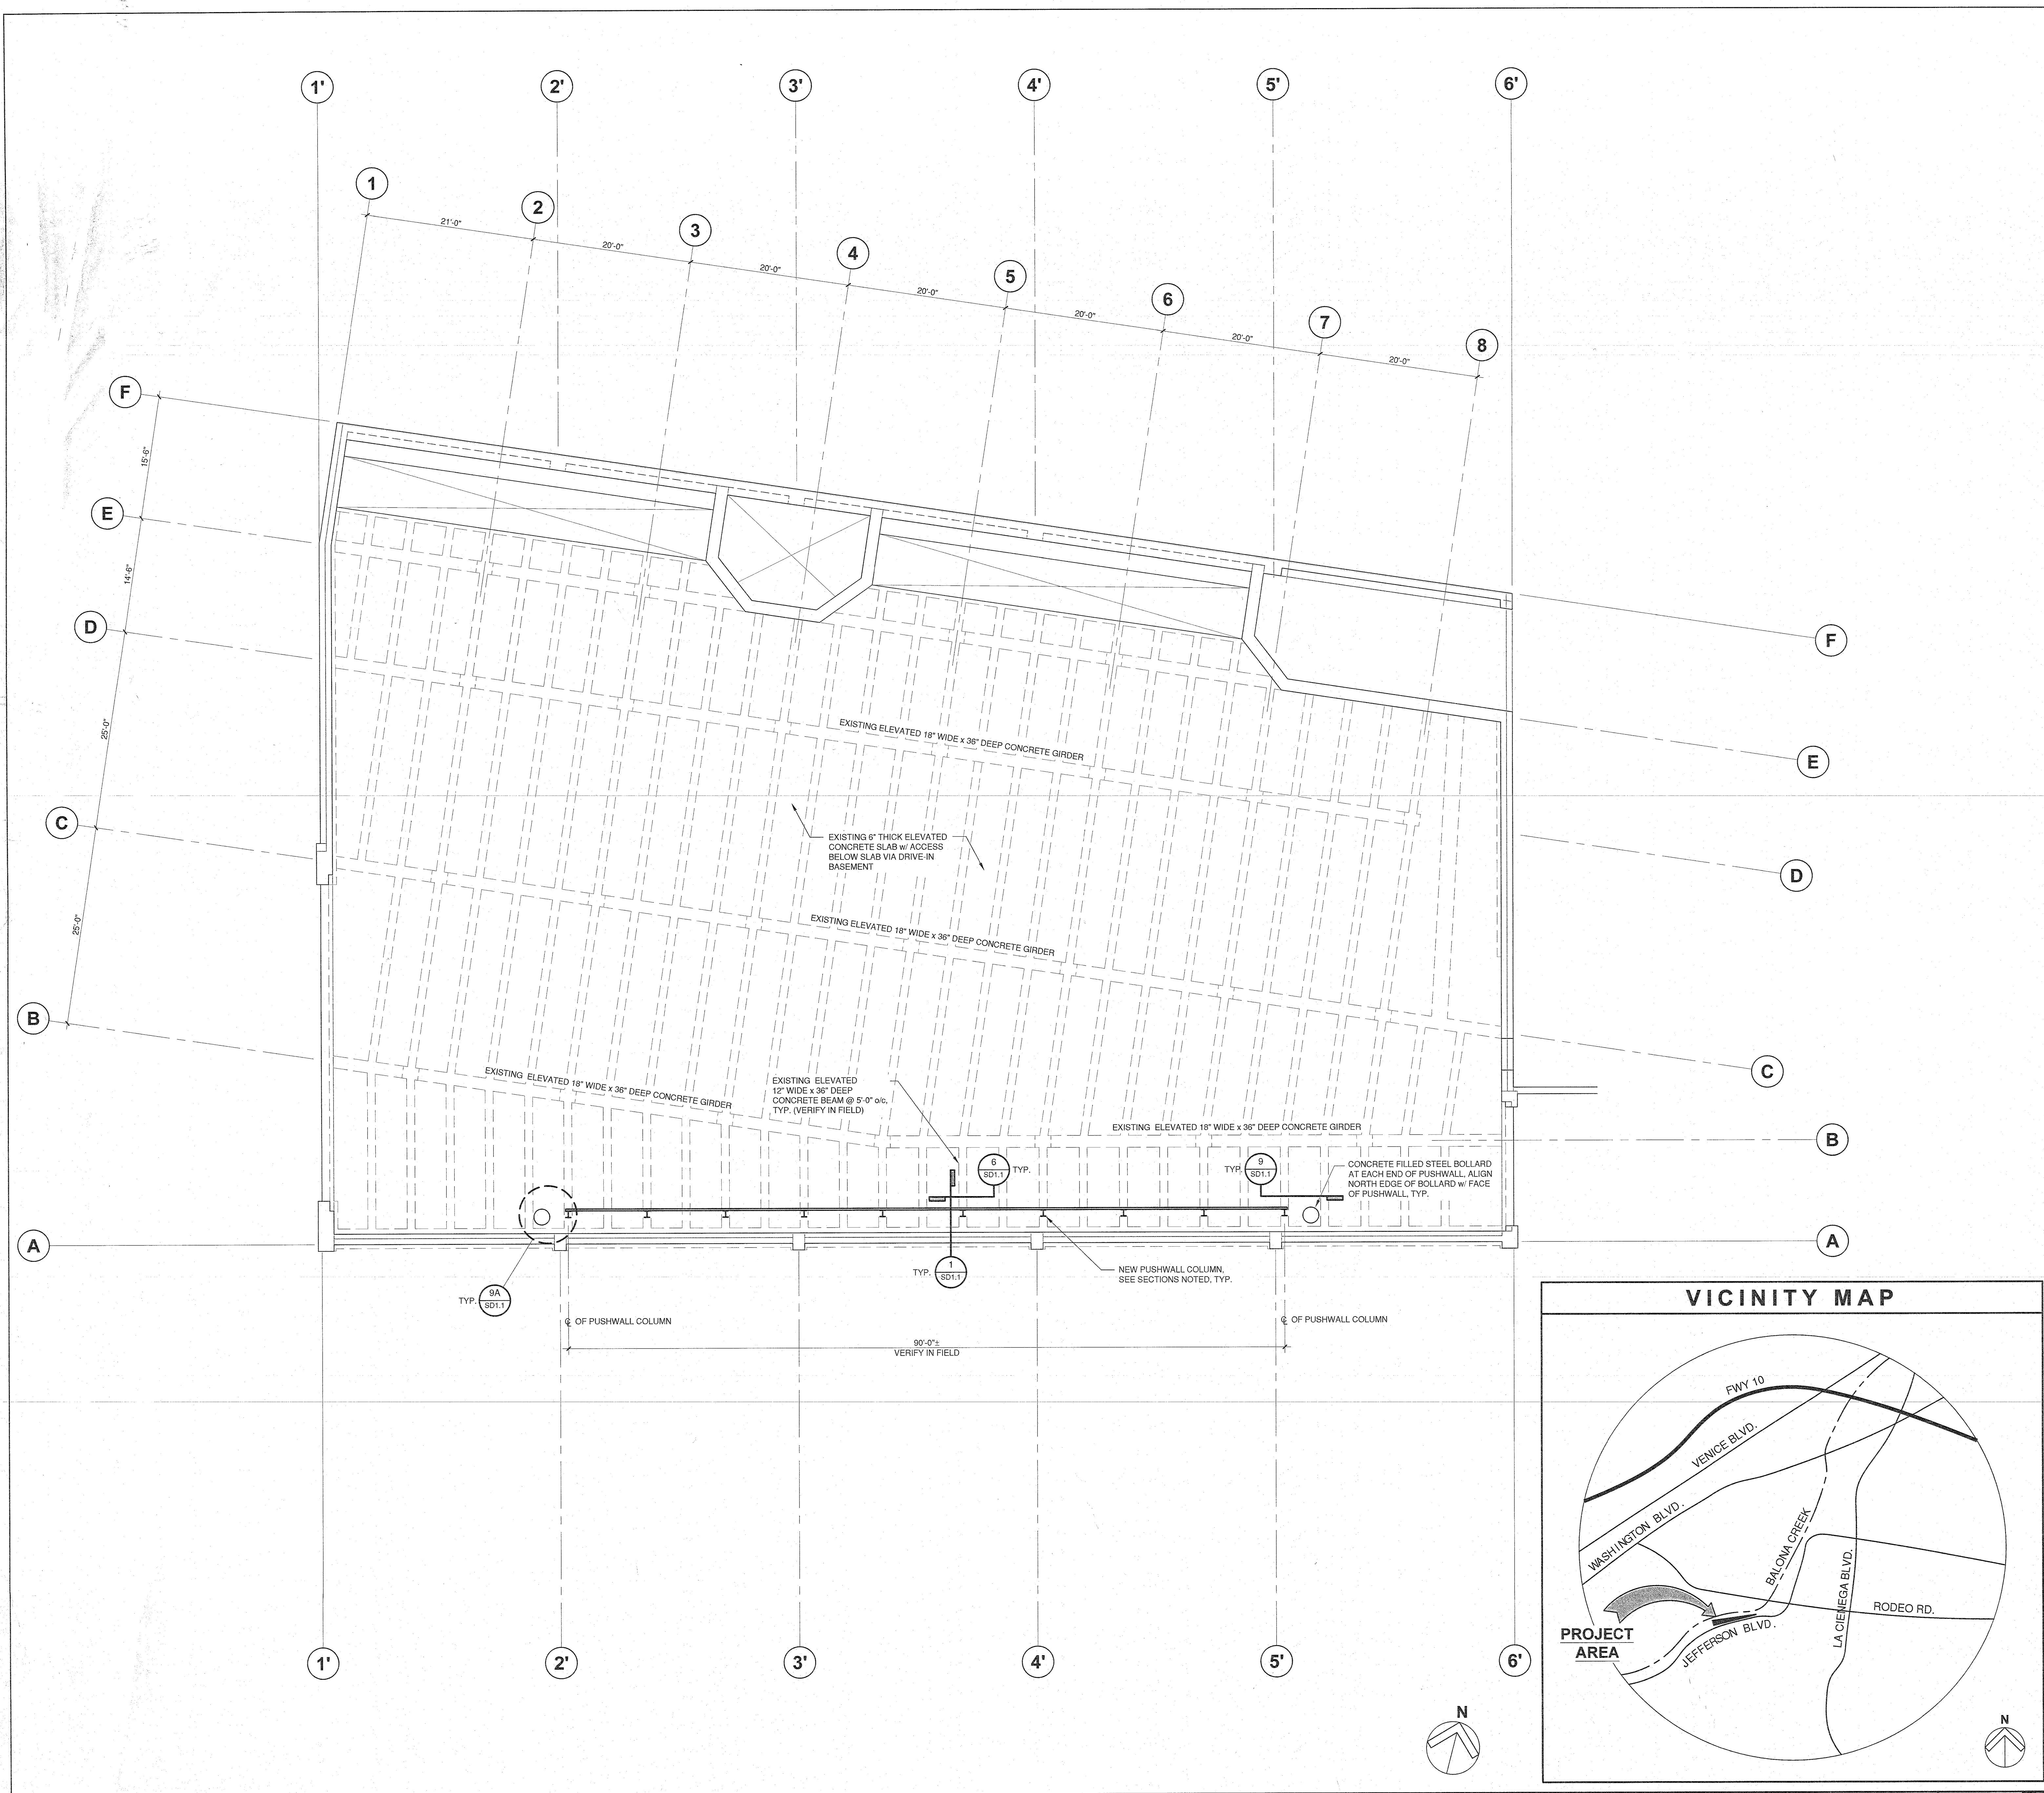 1'
2'
3'
4'
5'
6'
1
2
3
4
5
6
7
8
21'-0"
20'-0"
20'-0"
20'-0"
20'-0"
20'-0"
20'-0"
F
E
D
C
B
A
15'-6"
14'-6"
25'-0"
25'-0"
F
E
D
C
B
A
EXISTING ELEVATED 18" WIDE x 36" DEEP CONCRETE GIRDER
EXISTING 6" THICK ELEVATED
CONCRETE SLAB w/ ACCESS
BELOW SLAB VIA DRIVE-IN
BASEMENT
EXISTING ELEVATED 18" WIDE x 36" DEEP CONCRETE GIRDER
EXISTING ELEVATED 18" WIDE x 36" DEEP CONCRETE GIRDER
EXISTING ELEVATED
12" WIDE x 36" DEEP
CONCRETE BEAM @ 5'-0" o/c,
TYP. (VERIFY IN FIELD)
EXISTING ELEVATED 18" WIDE x 36" DEEP CONCRETE GIRDER
6
SD1.1
TYP.
TYP.
9
SD1.1
CONCRETE FILLED STEEL BOLLARD
AT EACH END OF PUSHWALL, ALIGN
NORTH EDGE OF BOLLARD w/ FACE
OF PUSHWALL, TYP.
TYP.
1
SD1.1
NEW PUSHWALL COLUMN,
SEE SECTIONS NOTED, TYP.
TYP.
9A
SD1.1
℄ OF PUSHWALL COLUMN
℄ OF PUSHWALL COLUMN
90'-0"±
VERIFY IN FIELD
1'
2'
3'
4'
5'
6'
N
VICINITY MAP
FWY 10
VENICE BLVD.
WASHINGTON BLVD.
BALONA CREEK
LA CIENEGA BLVD.
RODEO RD.
JEFFERSON BLVD.
PROJECT
AREA
N